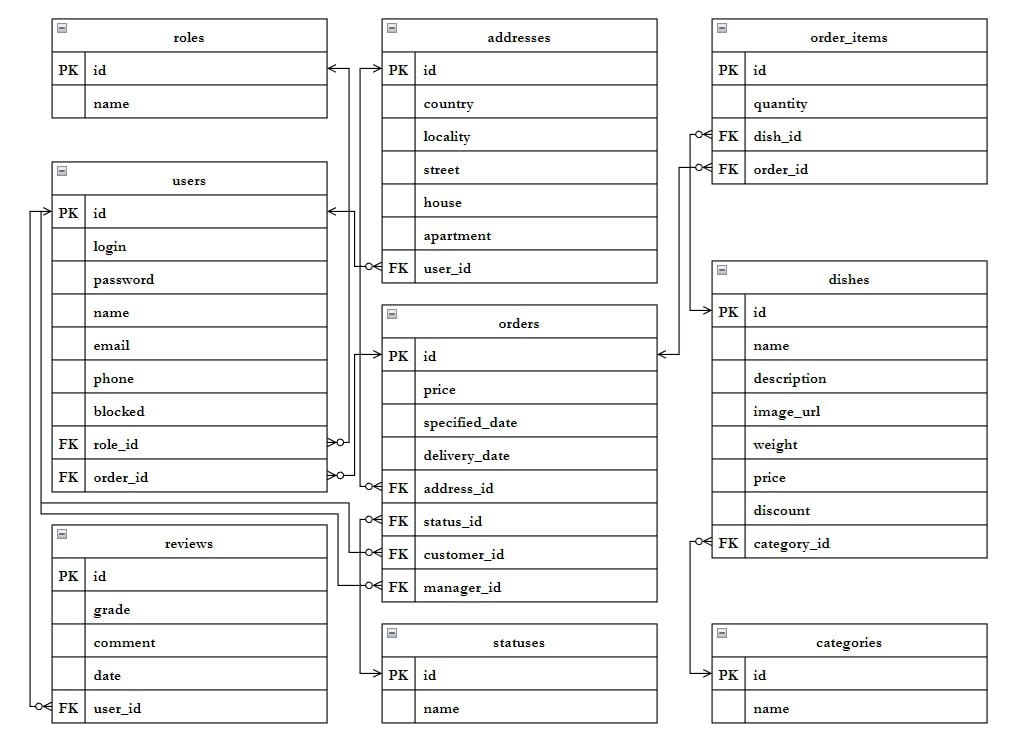 roles
PK id
name
users
PK id
login
password
name
email
phone
blocked
FK role_id
FK order_id
reviews
PK id
grade
comment
date
FK user_id
addresses
PK id
country
locality
street
house
apartment
FK user_id
orders
PK id
price
specified_date
delivery_date
FK address_id
FK status_id
FK customer_id
FK manager_id
statuses
PK id
name
order_items
PK id
quantity
FK dish_id
FK order_id
dishes
PK id
name
description
image_url
weight
price
discount
FK category_id
categories
PK id
name